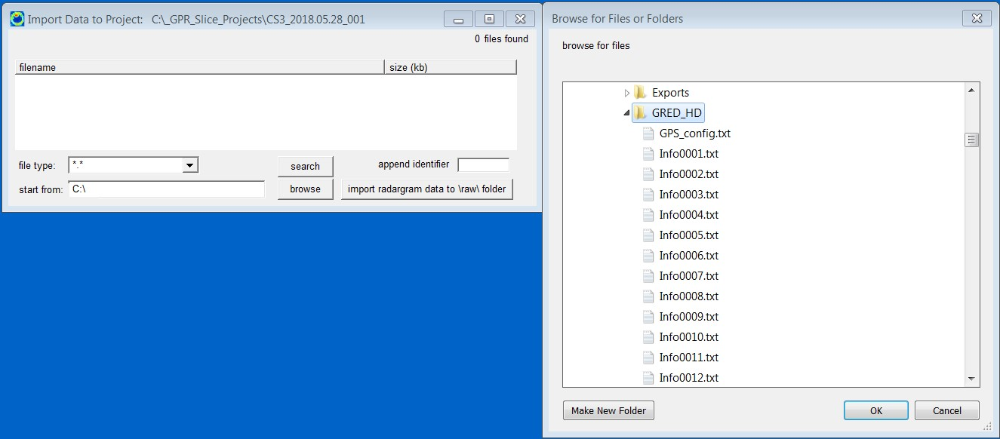 Import Data to Project: C:\_GPR_Slice_Projects\CS3_2018.05.28_001
0 files found
filename size (kb)
file type: *.* search append identifier
start from: C:\ browse import radargram data to \raw\ folder
Browse for Files or Folders
browse for files
Exports
GRED_HD
GPS_config.txt
Info0001.txt
Info0002.txt
Info0003.txt
Info0004.txt
Info0005.txt
Info0006.txt
Info0007.txt
Info0008.txt
Info0009.txt
Info0010.txt
Info0011.txt
Info0012.txt
Make New Folder OK Cancel